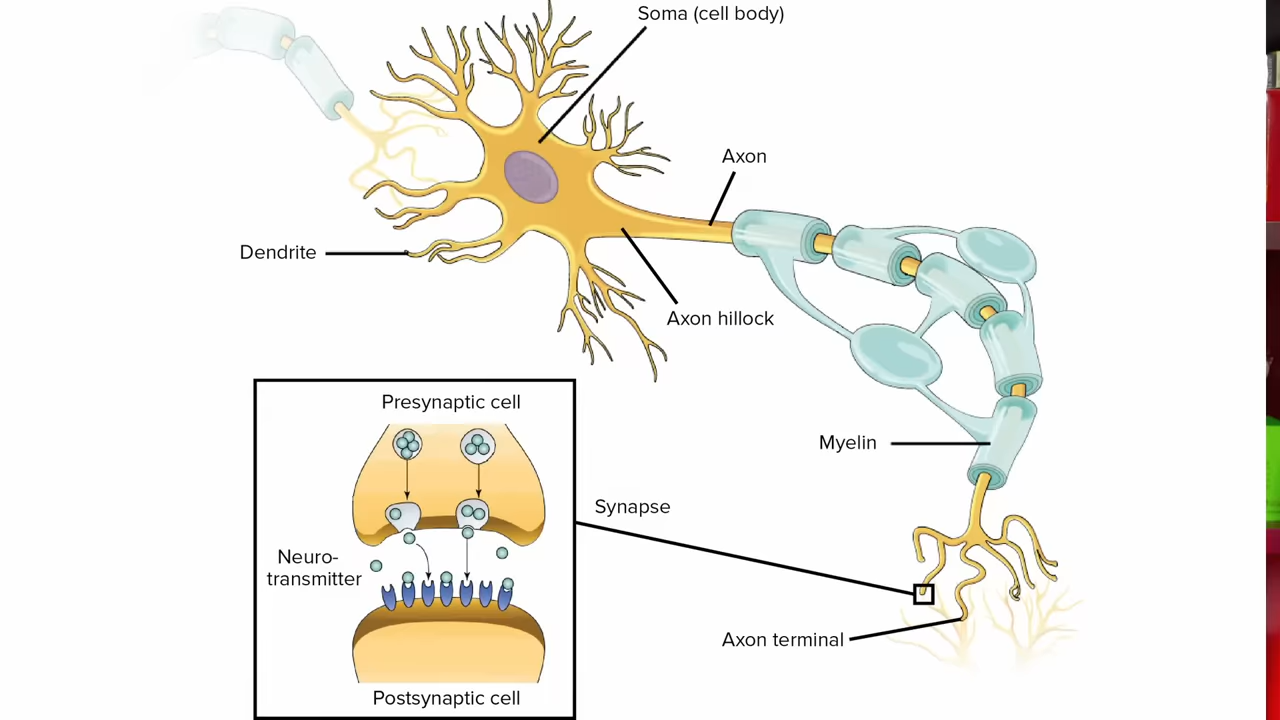 Soma (cell body)
Axon
Dendrite
Axon hillock
Presynaptic cell
Myelin
Synapse
Neuro-
transmitter
Axon terminal
Postsynaptic cell